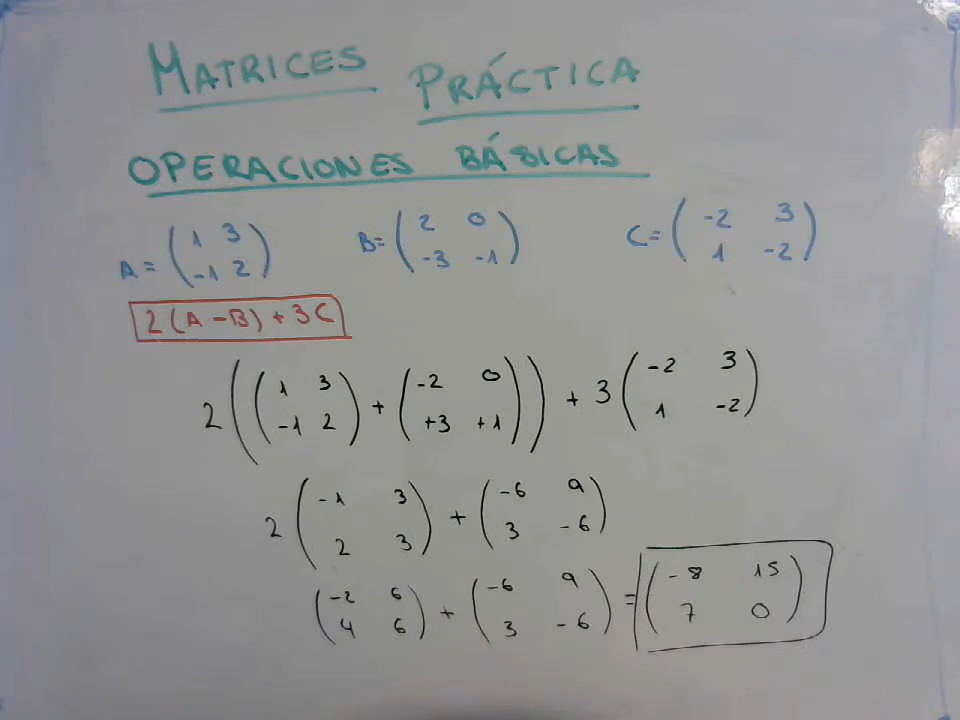 MATRICES PRÁCTICA
OPERACIONES BÁSICAS
A = ( 1 3 ) B = ( 2 0 ) C = ( -2 3 )
( -1 2 ) ( -3 -1 ) ( 1 -2 )
2 (A - B) + 3 C
2 ( ( 1 3 ) + ( -2 0 ) ) + 3 ( -2 3 )
( -1 2 ) ( +3 +1 ) ( 1 -2 )
2 ( -1 3 ) + ( -6 9 )
( 2 3 ) ( 3 -6 )
( -2 6 ) + ( -6 9 ) = ( -8 15 )
( 4 6 ) ( 3 -6 ) ( 7 0 )